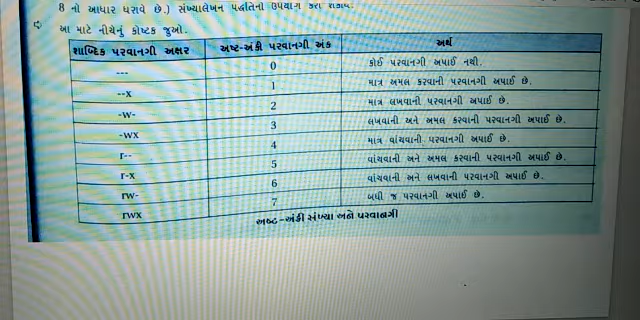 8 નો આધાર ધરાવે છે.) સંખ્યાલેખન પદ્ધતિનો ઉપયોગ કરી શકાય.
આ માટે નીચેનું કોષ્ટક જુઓ.
શાબ્દિક પરવાનગી અક્ષર અષ્ટ-અંકી પરવાનગી અંક અર્થ
--- 0 કોઈ પરવાનગી અપાઈ નથી.
--x 1 માત્ર અમલ કરવાની પરવાનગી અપાઈ છે.
-w- 2 માત્ર લખવાની પરવાનગી અપાઈ છે.
-wx 3 લખવાની અને અમલ કરવાની પરવાનગી અપાઈ છે.
r-- 4 માત્ર વાંચવાની પરવાનગી અપાઈ છે.
r-x 5 વાંચવાની અને અમલ કરવાની પરવાનગી અપાઈ છે.
rw- 6 વાંચવાની અને લખવાની પરવાનગી અપાઈ છે.
rwx 7 બધી જ પરવાનગી અપાઈ છે.
અષ્ટ-અંકી સંખ્યા અને પરવાનગી